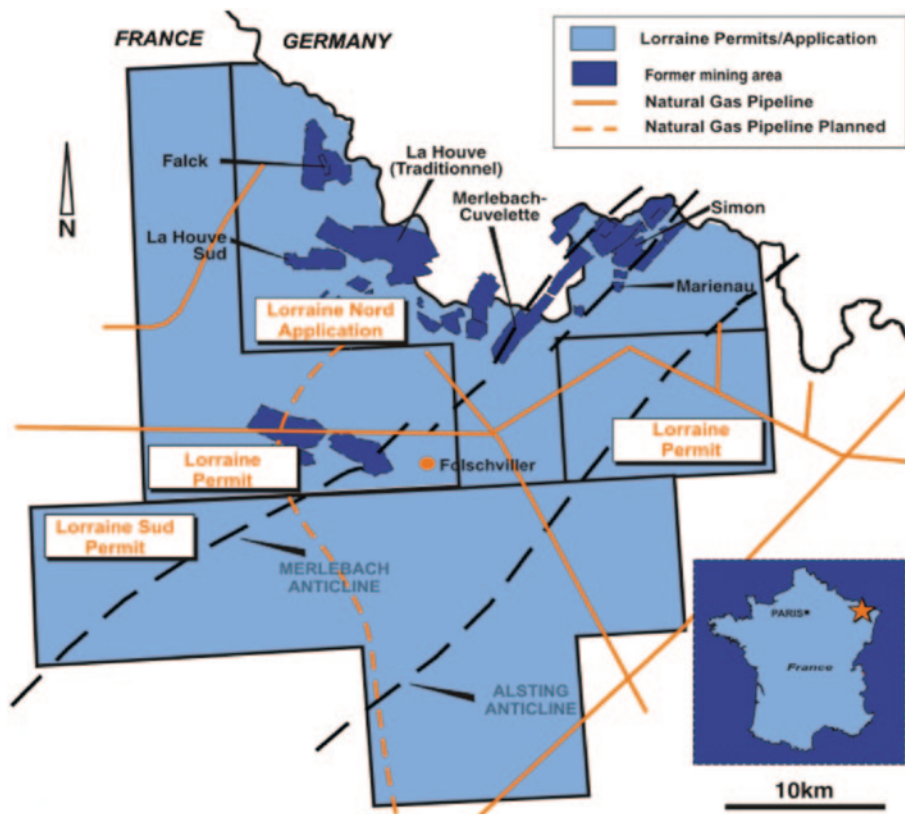 FRANCE
GERMANY
Lorraine Permits/Application
Former mining area
Natural Gas Pipeline
Natural Gas Pipeline Planned
N
Falck
La Houve
(Traditionnel)
Merlebach-
Cuvelette
Simon
La Houve
Sud
Marienau
Lorraine Nord
Application
Lorraine
Permit
Folschviller
Lorraine
Permit
Lorraine Sud
Permit
MERLEBACH
ANTICLINE
ALSTING
ANTICLINE
PARIS
France
10km